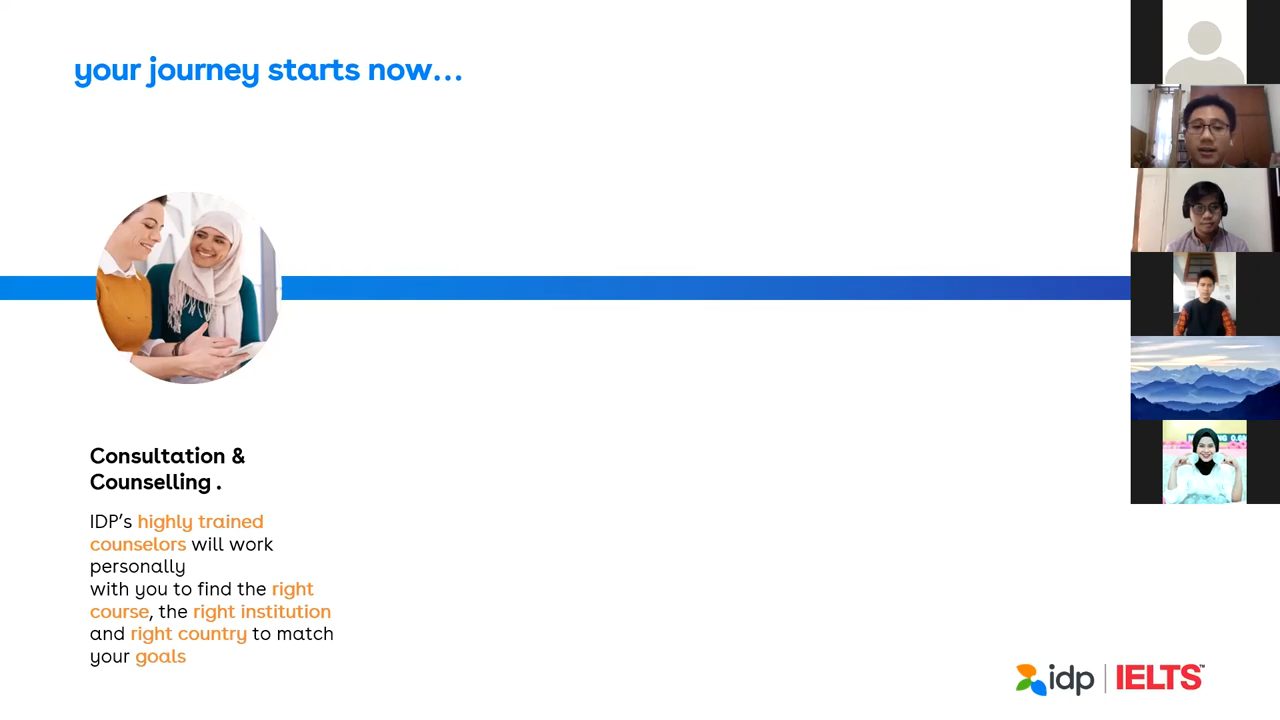 your journey starts now...
Consultation &
Counselling .
IDP's highly trained
counselors will work
personally
with you to find the right
course, the right institution
and right country to match
your goals
idp | IELTS™